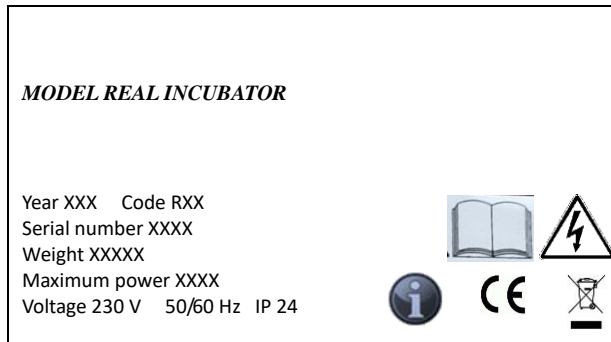 MODEL REAL INCUBATOR
Year XXX Code RXX
Serial number XXXX
Weight XXXXX
Maximum power XXXX
Voltage 230 V 50/60 Hz IP 24
i
CE